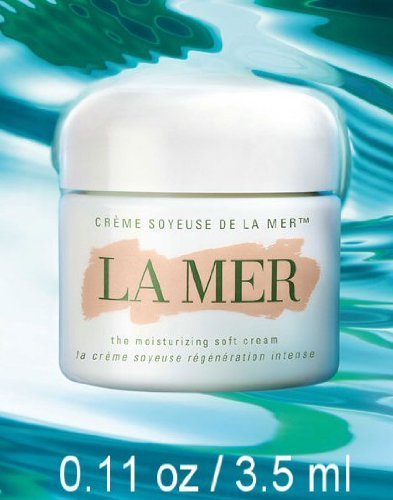 CRÈME SOYEUSE DE LA MER™
LA MER
the moisturizing soft cream
la crème soyeuse régénération intense
0.11 oz / 3.5 ml